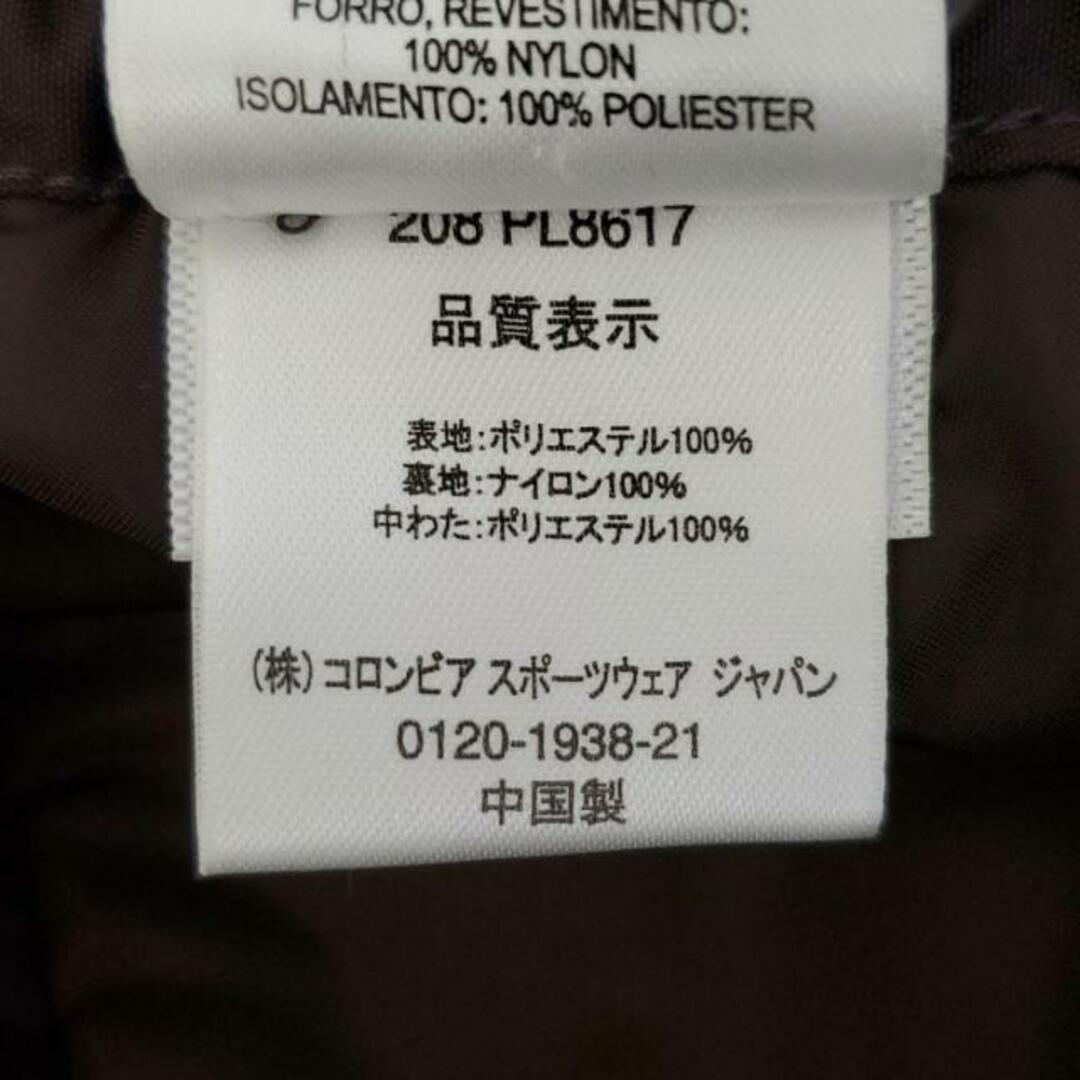 FORRO, REVESTIMENTO:
100% NYLON
ISOLAMENTO: 100% POLIESTER
208 PL8617
品質表示
表地:ポリエステル100%
裏地:ナイロン100%
中わた:ポリエステル100%
(株)コロンビア スポーツウェア ジャパン
0120-1938-21
中国製